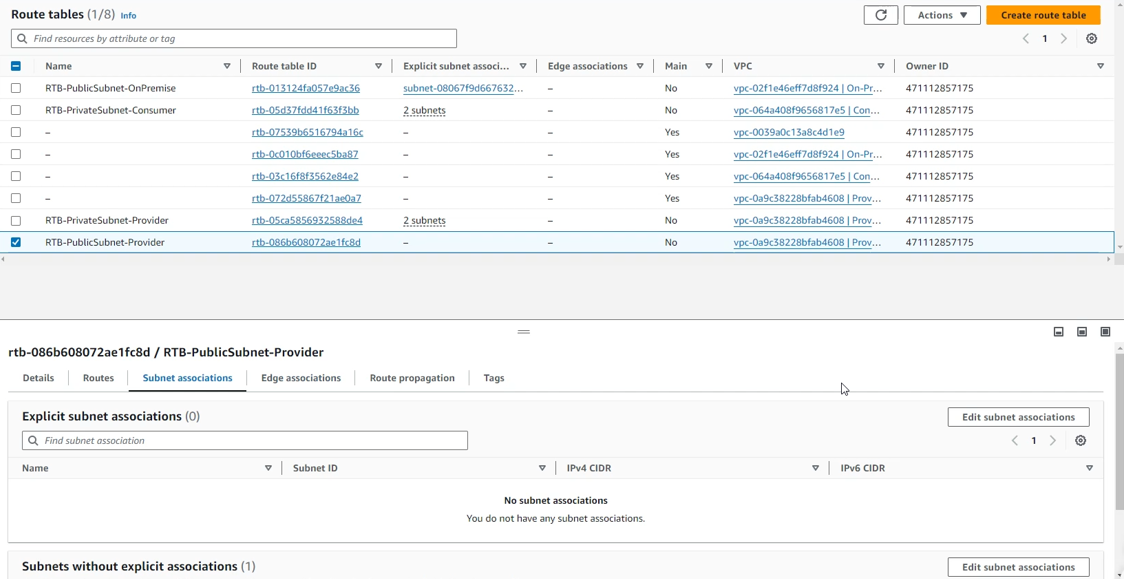 Route tables (1/8) Info
Actions ▼
Create route table
Find resources by attribute or tag
1
Name Route table ID Explicit subnet associ... Edge associations Main VPC Owner ID
RTB-PublicSubnet-OnPremise rtb-013124fa057e9ac36 subnet-08067f9d667632... – No vpc-02f1e46eff7d8f924 | On-Pr... 471112857175
RTB-PrivateSubnet-Consumer rtb-05d37fdd41f63f3bb 2 subnets – No vpc-064a408f9656817e5 | Con... 471112857175
– rtb-07539b6516794a16c – – Yes vpc-0039a0c13a8c4d1e9 471112857175
– rtb-0c010bf6eeec5ba87 – – Yes vpc-02f1e46eff7d8f924 | On-Pr... 471112857175
– rtb-03c16f8f3562e84e2 – – Yes vpc-064a408f9656817e5 | Con... 471112857175
– rtb-072d55867f21ae0a7 – – Yes vpc-0a9c38228bfab4608 | Prov... 471112857175
RTB-PrivateSubnet-Provider rtb-05ca5856932588de4 2 subnets – No vpc-0a9c38228bfab4608 | Prov... 471112857175
RTB-PublicSubnet-Provider rtb-086b608072ae1fc8d – – No vpc-0a9c38228bfab4608 | Prov... 471112857175
rtb-086b608072ae1fc8d / RTB-PublicSubnet-Provider
Details Routes Subnet associations Edge associations Route propagation Tags
Explicit subnet associations (0)
Edit subnet associations
Find subnet association
1
Name Subnet ID IPv4 CIDR IPv6 CIDR
No subnet associations
You do not have any subnet associations.
Subnets without explicit associations (1)
Edit subnet associations